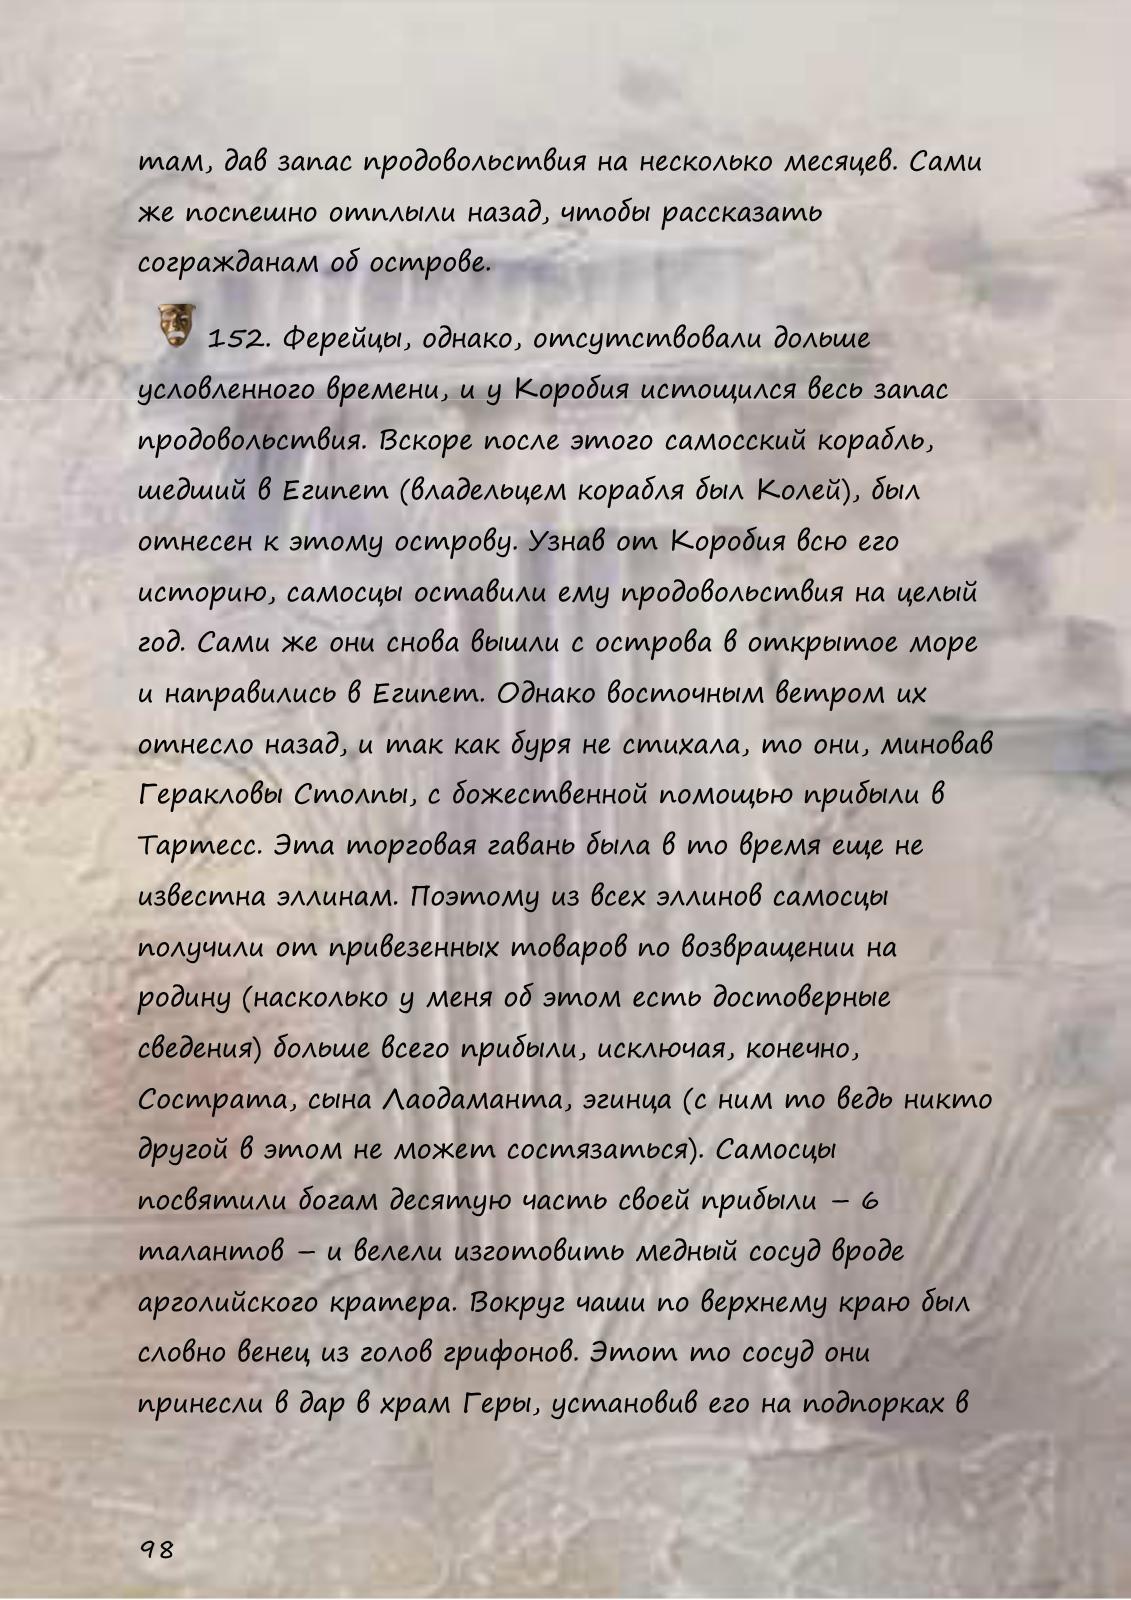 там, дав запас продовольствия на несколько месяцев. Сами
же поспешно отплыли назад, чтобы рассказать
согражданам об острове.
152. Ферейцы, однако, отсутствовали дольше
условленного времени, и у Коробия истощился весь запас
продовольствия. Вскоре после этого самосский корабль,
шедший в Египет (владельцем корабля был Колей), был
отнесен к этому острову. Узнав от Коробия всю его
историю, самосцы оставили ему продовольствия на целый
год. Сами же они снова вышли с острова в открытое море
и направились в Египет. Однако восточным ветром их
отнесло назад, и так как буря не стихала, то они, миновав
Геракловы Столпы, с божественной помощью прибыли в
Тартесс. Эта торговая гавань была в то время еще не
известна эллинам. Поэтому из всех эллинов самосцы
получили от привезенных товаров по возвращении на
родину (насколько у меня об этом есть достоверные
сведения) больше всего прибыли, исключая, конечно,
Сострата, сына Лаодаманта, эгинца (с ним то ведь никто
другой в этом не может состязаться). Самосцы
посвятили богам десятую часть своей прибыли – 6
талантов – и велели изготовить медный сосуд вроде
арголийского кратера. Вокруг чаши по верхнему краю был
словно венец из голов грифонов. Этот то сосуд они
принесли в дар в храм Геры, установив его на подпорках в
98